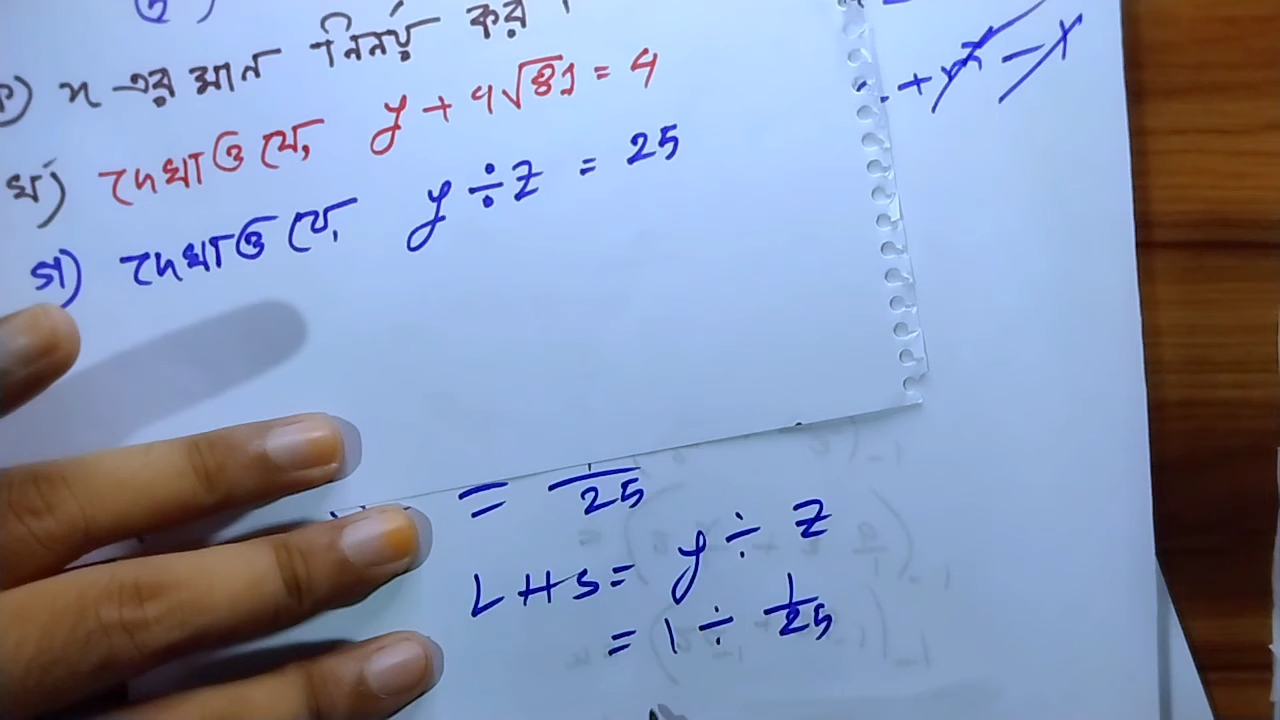 x এর মান নির্ণয় কর ।
খ) দেখাও যে, y + 4√81 = 4
গ) দেখাও যে, y ÷ z = 25
= 1/25
LHS = y ÷ z
= 1 ÷ 1/25